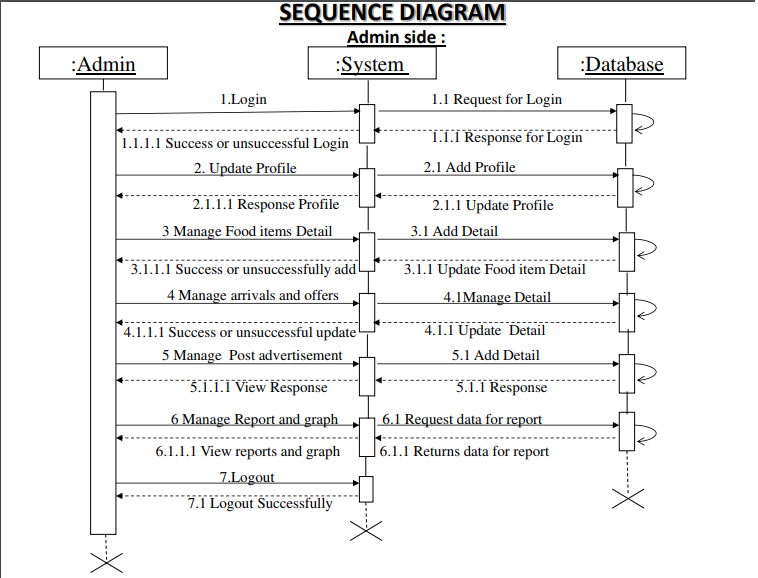 SEQUENCE DIAGRAM
Admin side :
:Admin
:System
:Database
1.Login
1.1 Request for Login
1.1.1.1 Success or unsuccessful Login
1.1.1 Response for Login
2. Update Profile
2.1 Add Profile
2.1.1.1 Response Profile
2.1.1 Update Profile
3 Manage Food items Detail
3.1 Add Detail
3.1.1.1 Success or unsuccessfully add
3.1.1 Update Food item Detail
4 Manage arrivals and offers
4.1Manage Detail
4.1.1.1 Success or unsuccessful update
4.1.1 Update Detail
5 Manage Post advertisement
5.1 Add Detail
5.1.1.1 View Response
5.1.1 Response
6 Manage Report and graph
6.1 Request data for report
6.1.1.1 View reports and graph
6.1.1 Returns data for report
7.Logout
7.1 Logout Successfully